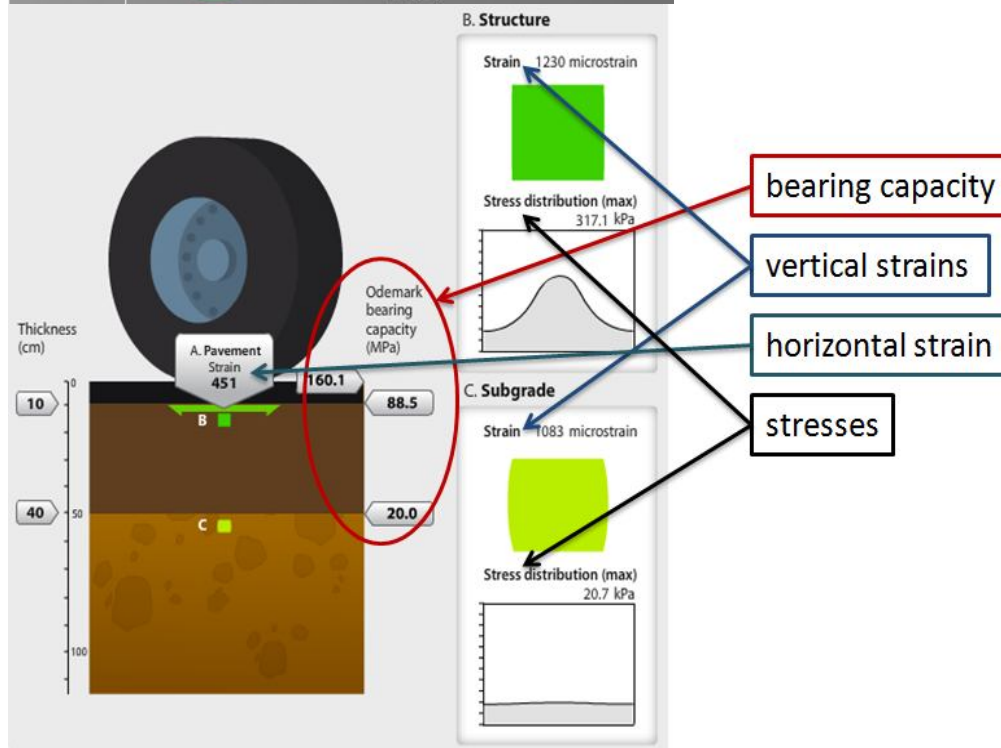 B. Structure
Strain 1230 microstrain
Stress distribution (max)
317.1 kPa
bearing capacity
vertical strains
horizontal strain
stresses
Odemark
bearing
capacity
(MPa)
Thickness
(cm)
A. Pavement
Strain
451
160.1
0
10
88.5
B
C. Subgrade
Strain 1083 microstrain
40
50
20.0
C
Stress distribution (max)
20.7 kPa
100